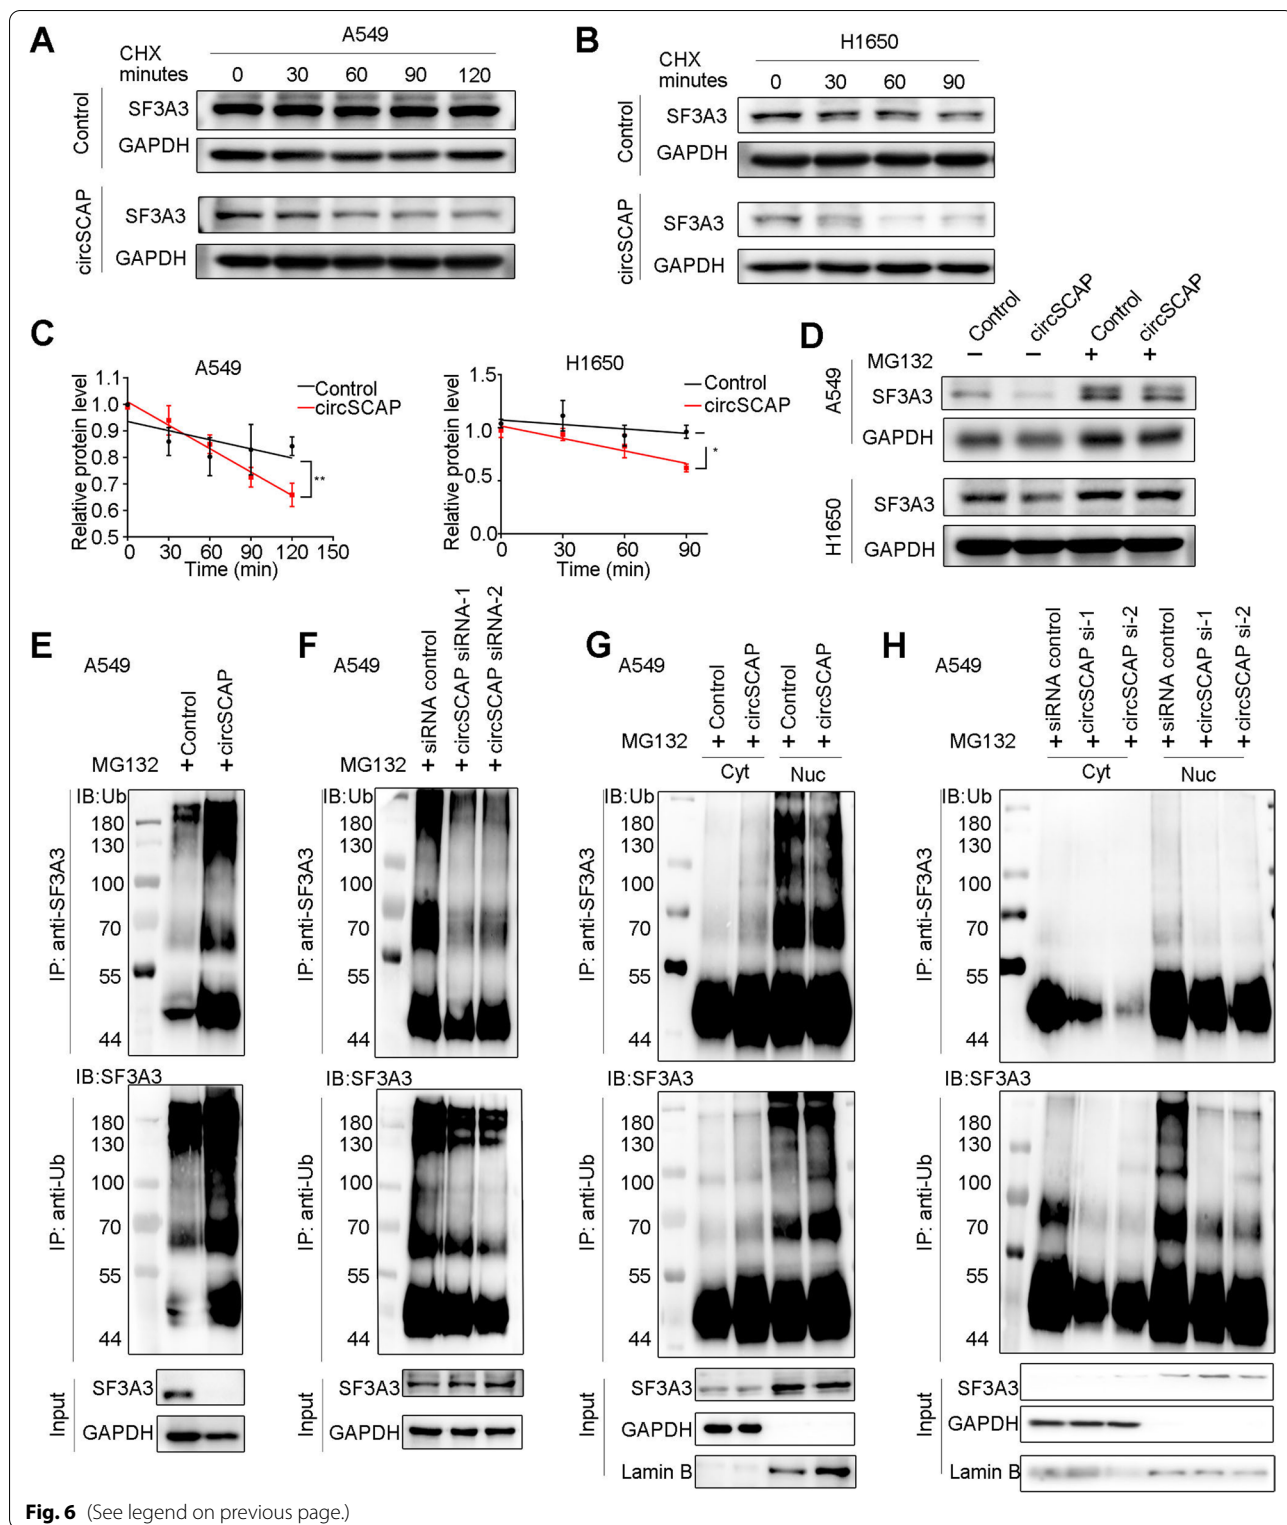 A
A549
CHX
minutes
0 30 60 90 120
Control
SF3A3
GAPDH
circSCAP
SF3A3
GAPDH
B
H1650
CHX
minutes
0 30 60 90
Control
SF3A3
GAPDH
circSCAP
SF3A3
GAPDH
C
A549
Relative protein level
1.1
1.0
0.9
0.8
0.7
0.6
0.5
0 30 60 90 120 150
Time (min)
Control
circSCAP
**
H1650
Relative protein level
1.5
1.0
0.5
0.0
0 30 60 90
Time (min)
Control
circSCAP
*
D
Control circSCAP Control circSCAP
MG132 − − + +
A549
SF3A3
GAPDH
H1650
SF3A3
GAPDH
E
A549
Control circSCAP
MG132 + +
IP: anti-SF3A3
IB:Ub
180
130
100
70
55
44
IP: anti-Ub
IB:SF3A3
180
130
100
70
55
44
Input
SF3A3
GAPDH
F
A549
siRNA control circSCAP siRNA-1 circSCAP siRNA-2
MG132 + + +
IP: anti-SF3A3
IB:Ub
180
130
100
70
55
44
IP: anti-Ub
IB:SF3A3
180
130
100
70
55
44
Input
SF3A3
GAPDH
G
A549
Control circSCAP Control circSCAP
MG132 + + + +
Cyt Nuc
IP: anti-SF3A3
IB:Ub
180
130
100
70
55
44
IP: anti-Ub
IB:SF3A3
180
130
100
70
55
44
Input
SF3A3
GAPDH
Lamin B
H
A549
siRNA control circSCAP si-1 circSCAP si-2 siRNA control circSCAP si-1 circSCAP si-2
MG132 + + + + + +
Cyt Nuc
IP: anti-SF3A3
IB:Ub
180
130
100
70
55
44
IP: anti-Ub
IB:SF3A3
180
130
100
70
55
44
Input
SF3A3
GAPDH
Lamin B
Fig. 6 (See legend on previous page.)